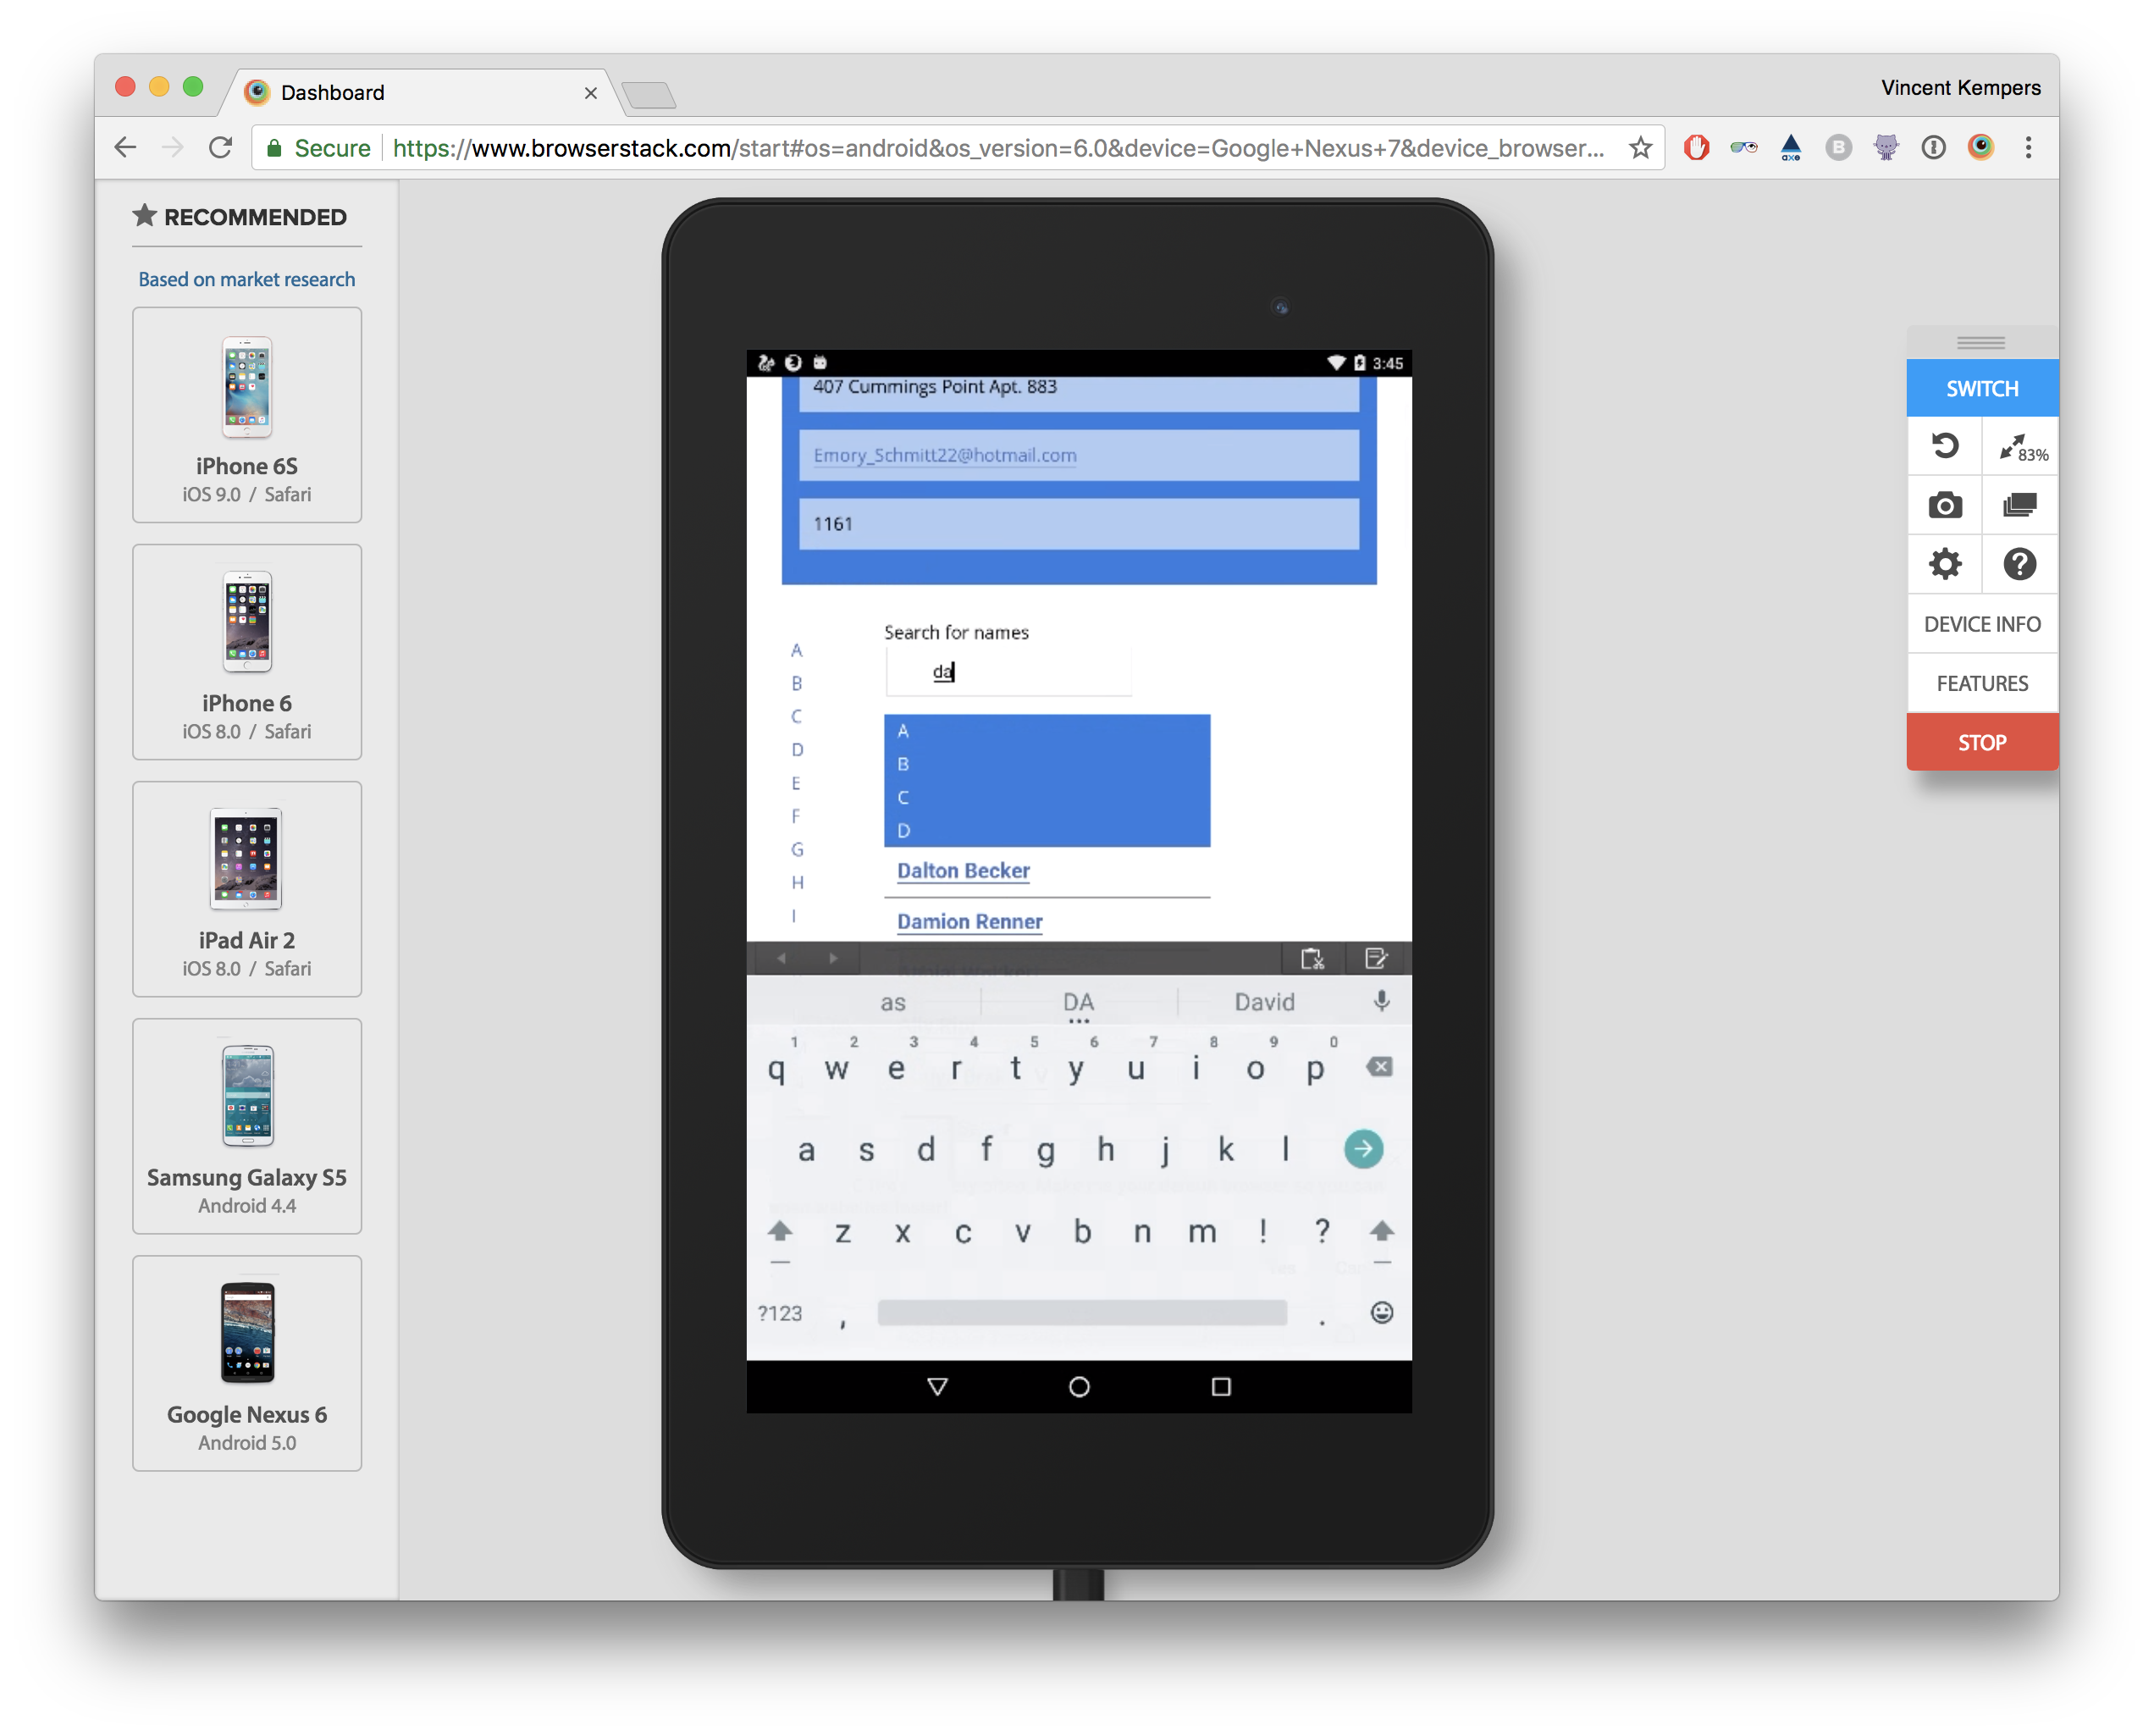 Dashboard
Vincent Kempers
Secure https://www.browserstack.com/start#os=android&os_version=6.0&device=Google+Nexus+7&device_browser...
axe
B
RECOMMENDED
Based on market research
iPhone 6S
iOS 9.0 / Safari
iPhone 6
iOS 8.0 / Safari
iPad Air 2
iOS 8.0 / Safari
Samsung Galaxy S5
Android 4.4
Google Nexus 6
Android 5.0
3:45
407 Cummings Point Apt. 883
Emory_Schmitt22@hotmail.com
1161
A
B
C
D
E
F
G
H
I
Search for names
da
A
B
C
D
Dalton Becker
Damion Renner
as DA David
1 2 3 4 5 6 7 8 9 0
q w e r t y u i o p
a s d f g h j k l
z x c v b n m ! ?
?123 , .
SWITCH
83%
DEVICE INFO
FEATURES
STOP